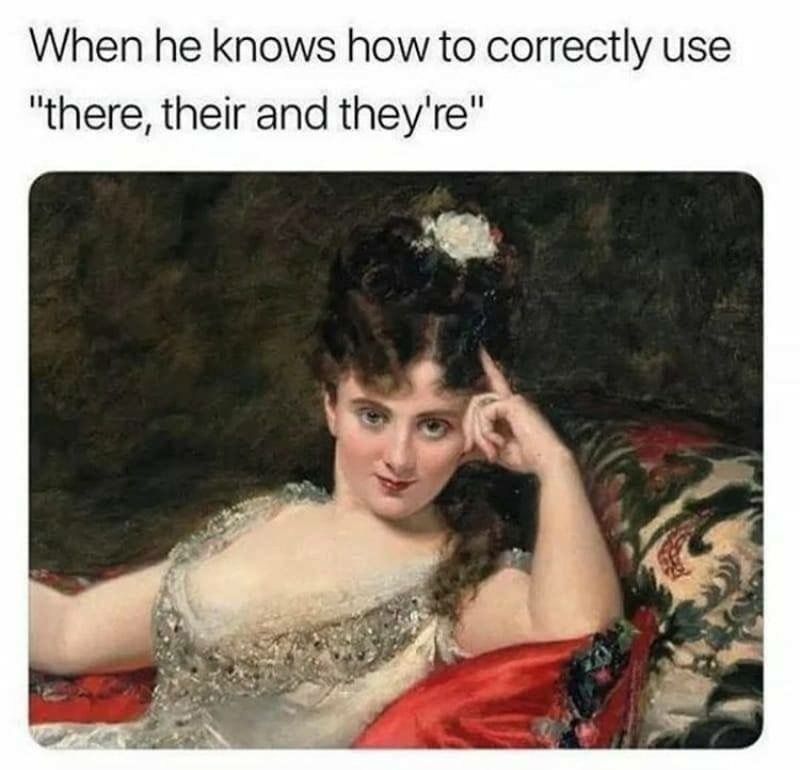 When he knows how to correctly use
"there, their and they're"